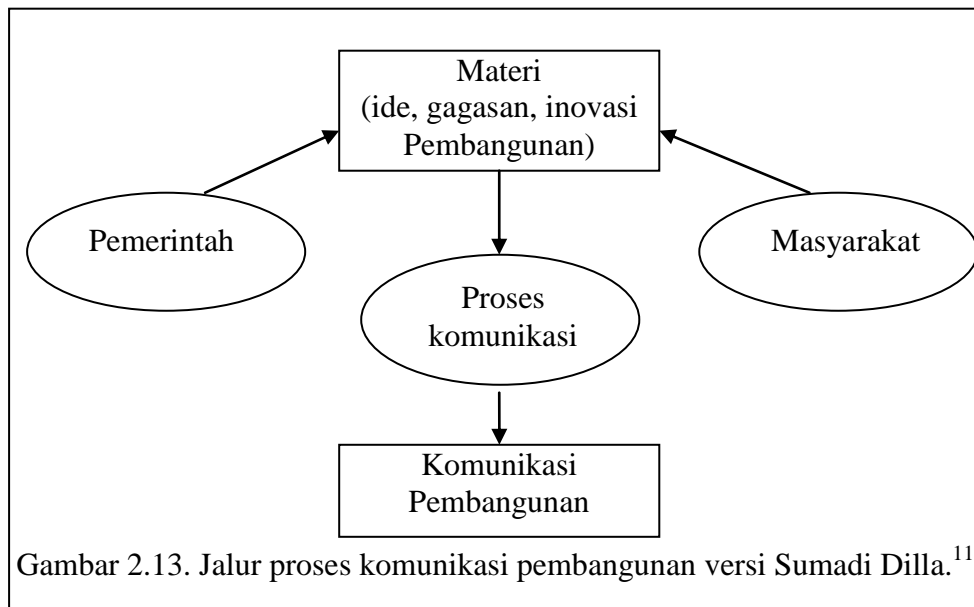 Materi
(ide, gagasan, inovasi
Pembangunan)
Pemerintah
Masyarakat
Proses
komunikasi
Komunikasi
Pembangunan
Gambar 2.13. Jalur proses komunikasi pembangunan versi Sumadi Dilla.11